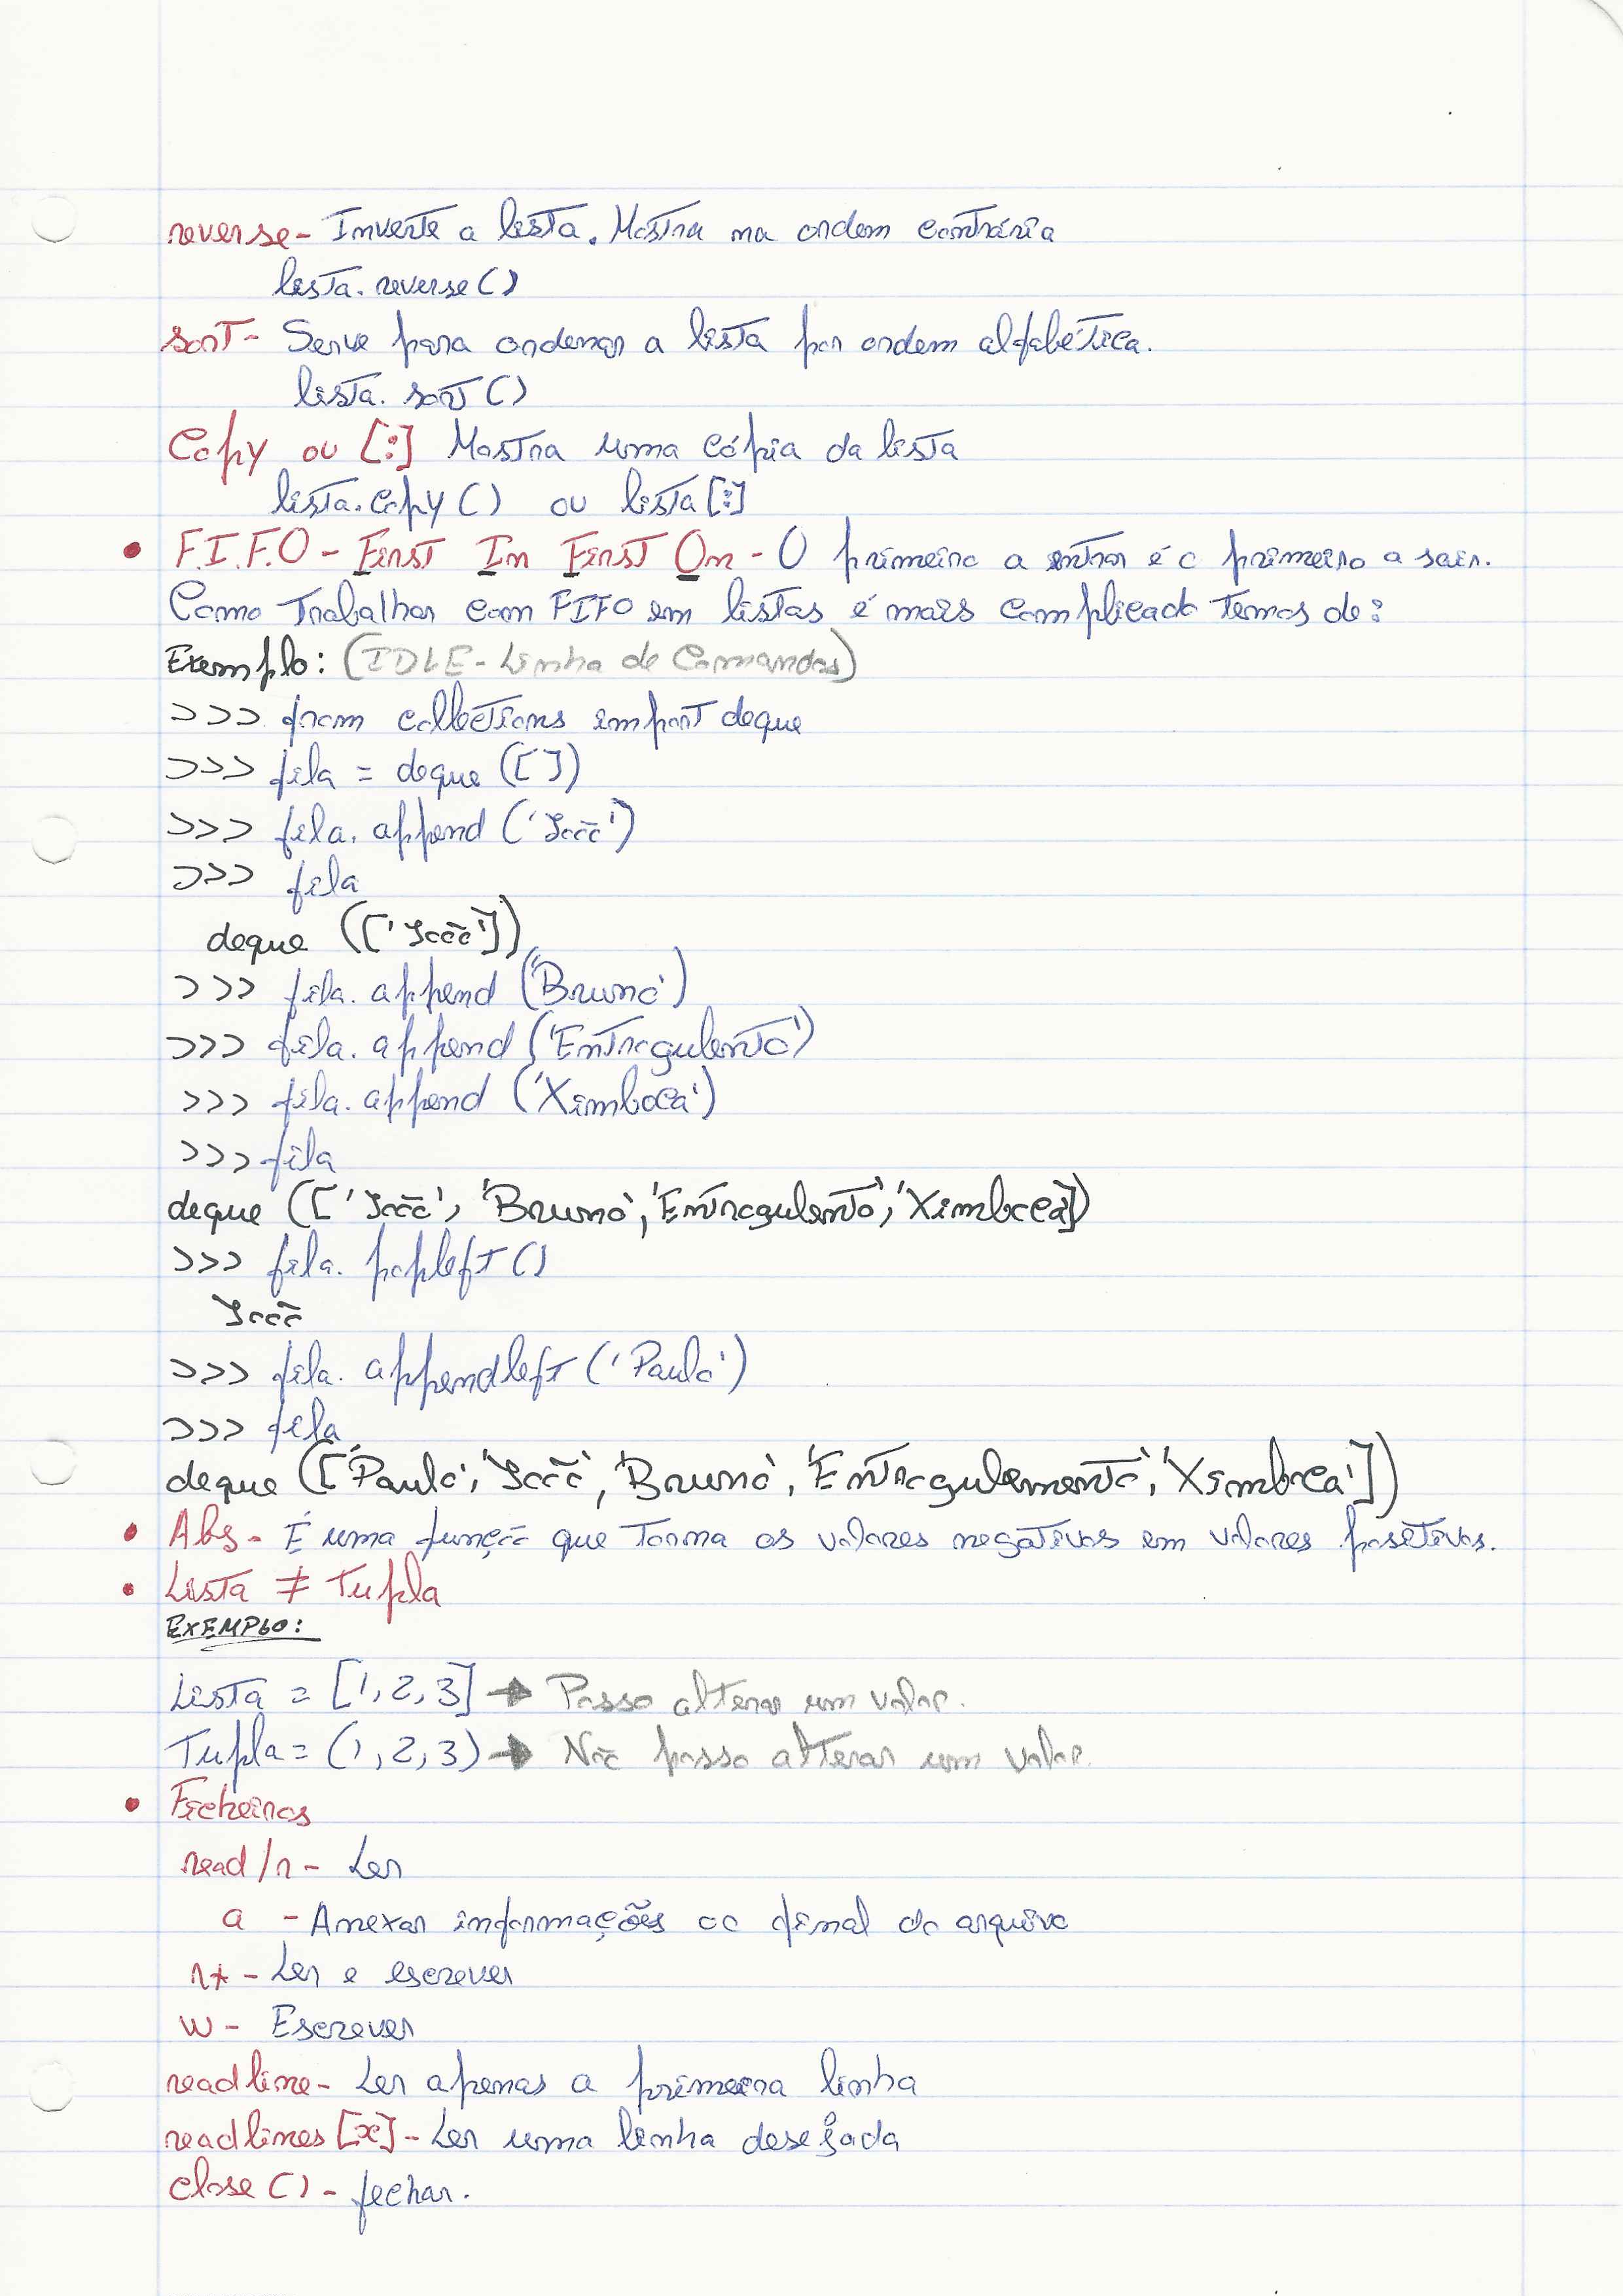 reverse- Inverte a lista. Mostra na ordem contrária
lista.reverse()
sort- Serve para ordenar a lista por ordem alfabética.
lista.sort()
Copy ou [:] Mostra uma cópia da lista
lista.copy() ou lista[:]
• F.I.F.O - First In First On - O primeiro a entrar é o primeiro a sair.
Como Trabalhar com FIFO em listas é mais complicado temos de:
Exemplo: (IDLE - Linha de Comandos)
>>> from collections import deque
>>> fila = deque([])
>>> fila.append('João')
>>> fila
deque(['João'])
>>> fila.append('Bruno')
>>> fila.append('Entrogulento')
>>> fila.append('Ximboca')
>>> fila
deque(['João', 'Bruno', 'Entrogulento', 'Ximboca'])
>>> fila.popleft()
João
>>> fila.appendleft('Paulo')
>>> fila
deque(['Paulo', 'João', 'Bruno', 'Entrogulemento', 'Ximboca'])
• Abs - É uma função que torna os valores negativos em valores positivos.
• Lista ≠ Tupla
EXEMPLO:
Lista = [1, 2, 3] → Posso alterar um valor.
Tupla = (1, 2, 3) → Não posso alterar um valor.
• Ficheiros
read/r - Ler
a - Anexar informações ao final do arquivo
r+ - Ler e escrever
w - Escrever
readline - Ler apenas a primeira linha
readlines[x] - Ler uma linha desejada
close() - fechar.